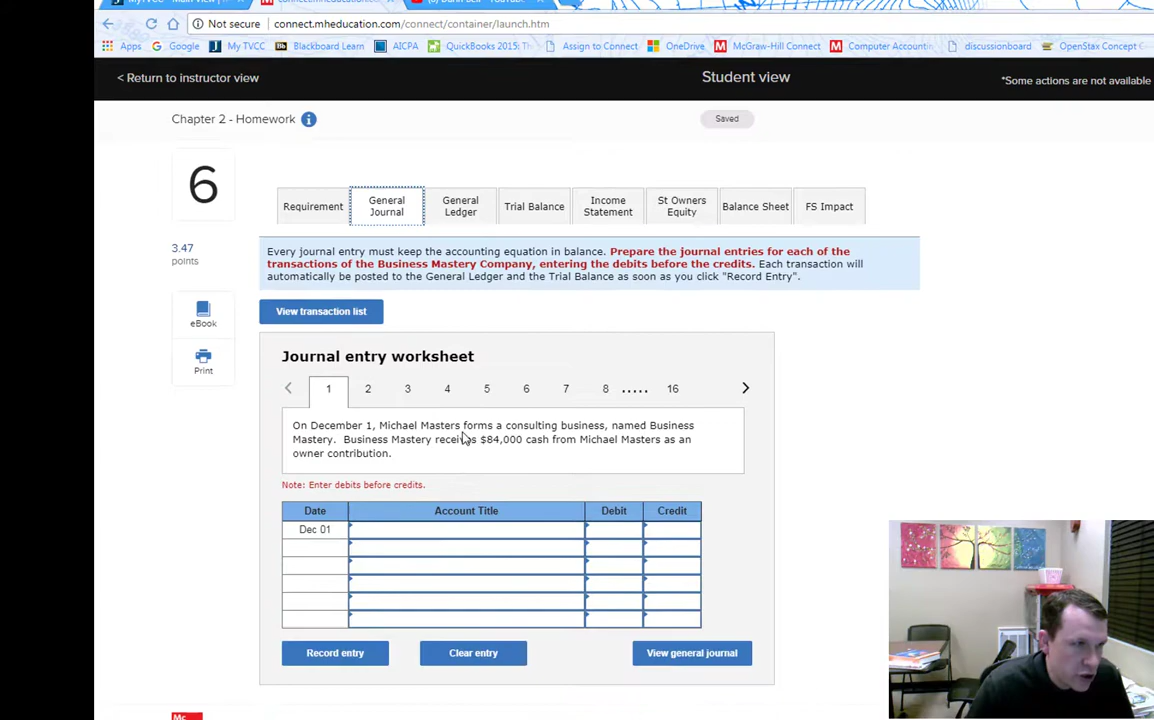 Not secure | connect.mheducation.com/connect/container/launch.htm
Apps Google My TVCC Blackboard Learn AICPA QuickBooks 2015: Assign to Connect OneDrive McGraw-Hill Connect Computer Accounti discussionboard OpenStax Concept
< Return to instructor view Student view *Some actions are not available
Chapter 2 - Homework Saved
6
3.47
points
eBook
Print
Requirement General Journal General Ledger Trial Balance Income Statement St Owners Equity Balance Sheet FS Impact
Every journal entry must keep the accounting equation in balance. Prepare the journal entries for each of the
transactions of the Business Mastery Company, entering the debits before the credits. Each transaction will
automatically be posted to the General Ledger and the Trial Balance as soon as you click "Record Entry".
View transaction list
Journal entry worksheet
< 1 2 3 4 5 6 7 8 ..... 16 >
On December 1, Michael Masters forms a consulting business, named Business
Mastery. Business Mastery receives $84,000 cash from Michael Masters as an
owner contribution.
Note: Enter debits before credits.
Date Account Title Debit Credit
Dec 01
Record entry Clear entry View general journal
Mc